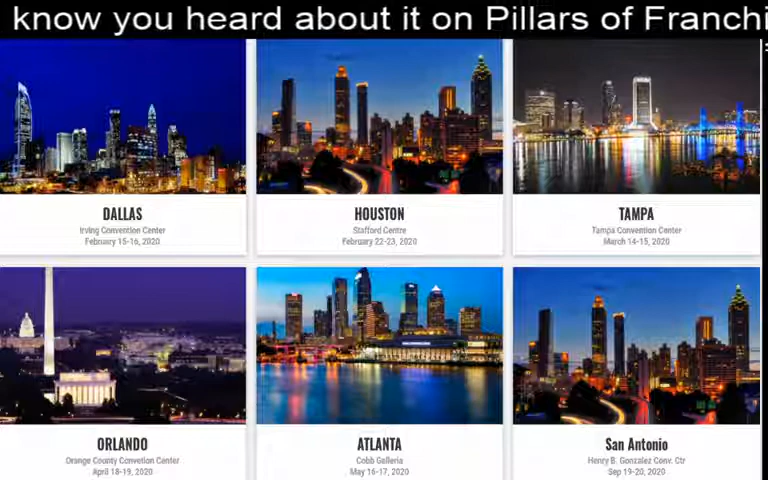 know you heard about it on Pillars of Franchi
DALLAS
Irving Convention Center
February 15-16, 2020
HOUSTON
Stafford Centre
February 22-23, 2020
TAMPA
Tampa Convention Center
March 14-15, 2020
ORLANDO
Orange County Convetion Center
April 18-19, 2020
ATLANTA
Cobb Galleria
May 16-17, 2020
San Antonio
Henry B. Gonzalez Conv. Ctr
Sep 19-20, 2020